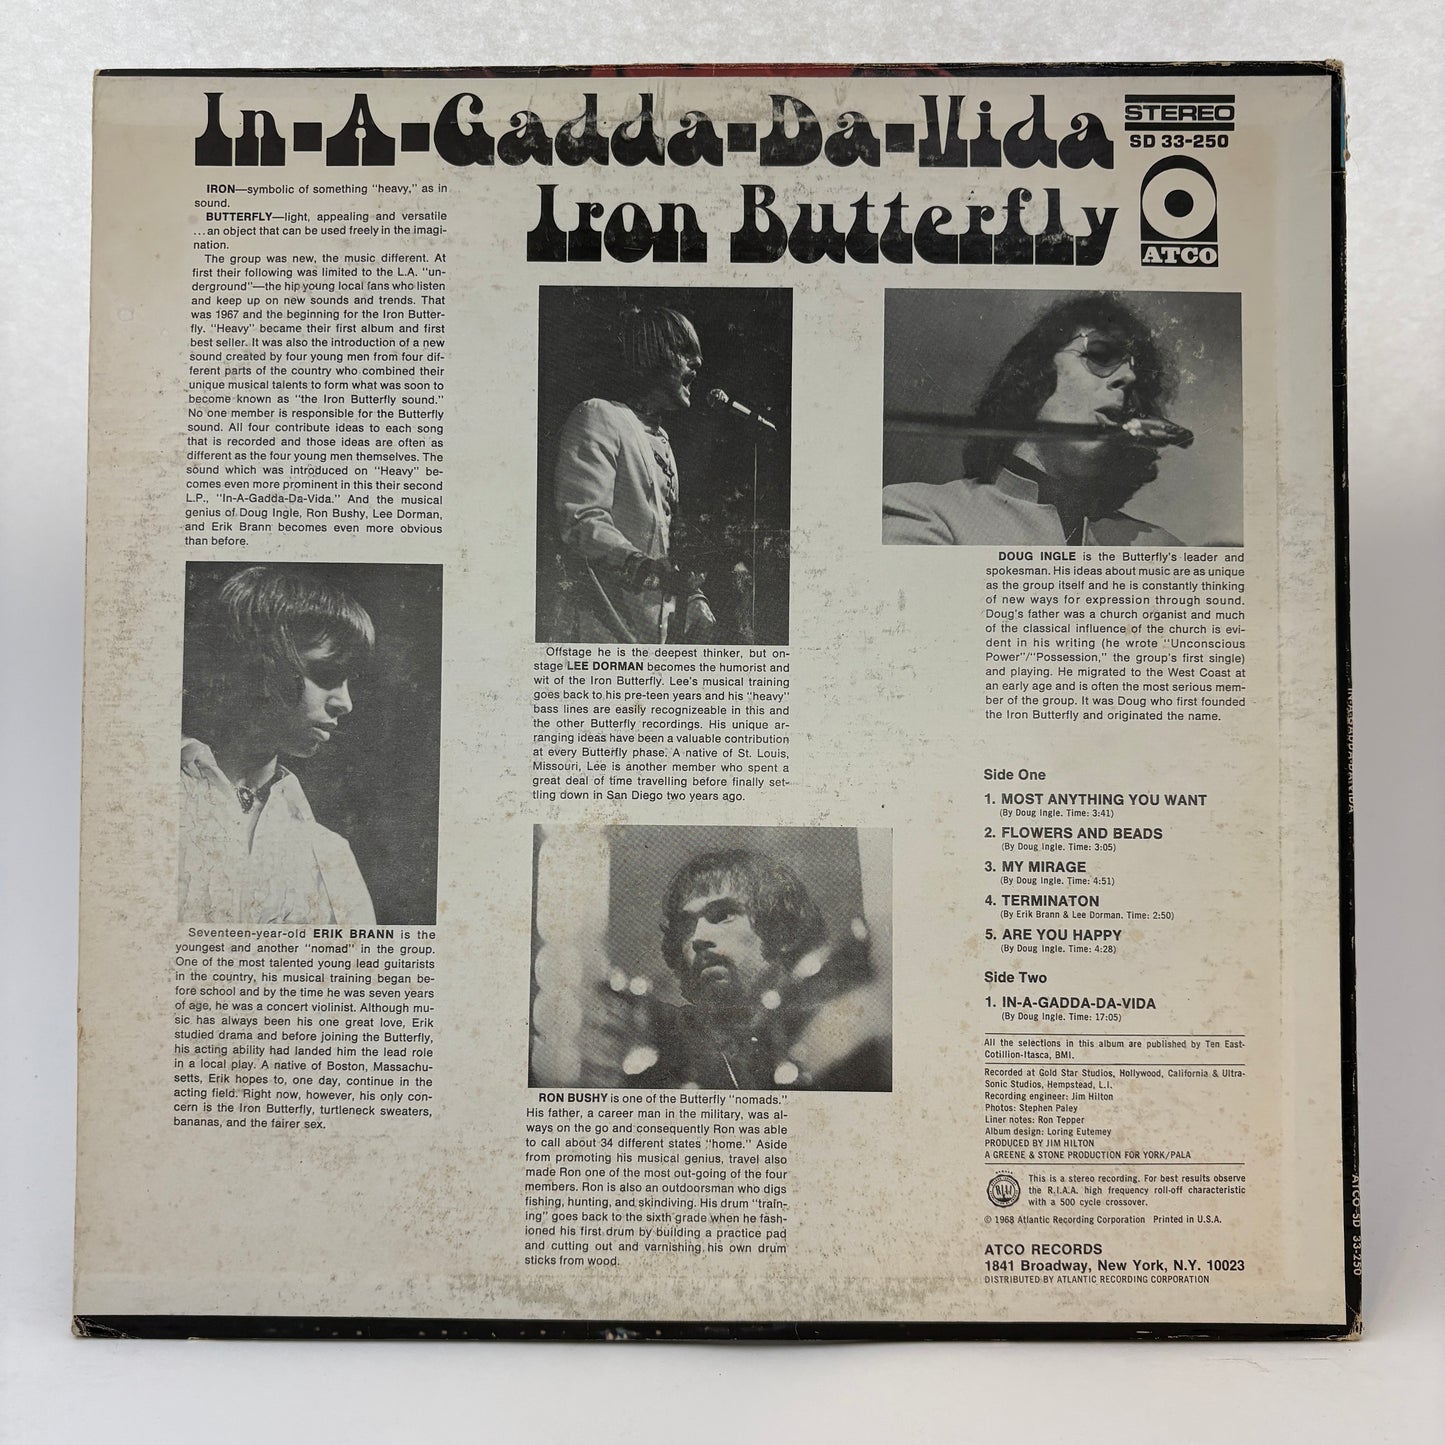 In-A-Gadda-Da-Vida
Iron Butterfly
STEREO
SD 33-250
ATCO
IRON—symbolic of something "heavy," as in
sound.
BUTTERFLY—light, appealing and versatile
...an object that can be used freely in the imagi-
nation.
The group was new, the music different. At
first their following was limited to the L.A. "un-
derground"—the hip young local fans who listen
and keep up on new sounds and trends. That
was 1967 and the beginning for the Iron Butter-
fly. "Heavy" became their first album and first
best seller. It was also the introduction of a new
sound created by four young men from four dif-
ferent parts of the country who combined their
unique musical talents to form what was soon to
become known as "the Iron Butterfly sound."
No one member is responsible for the Butterfly
sound. All four contribute ideas to each song
that is recorded and those ideas are often as
different as the four young men themselves. The
sound which was introduced on "Heavy" be-
comes even more prominent in this their second
L.P., "In-A-Gadda-Da-Vida." And the musical
genius of Doug Ingle, Ron Bushy, Lee Dorman,
and Erik Brann becomes even more obvious
than before.
Seventeen-year-old ERIK BRANN is the
youngest and another "nomad" in the group.
One of the most talented young lead guitarists
in the country, his musical training began be-
fore school and by the time he was seven years
of age, he was a concert violinist. Although mu-
sic has always been his one great love, Erik
studied drama and before joining the Butterfly,
his acting ability had landed him the lead role
in a local play. A native of Boston, Massachu-
setts, Erik hopes to, one day, continue in the
acting field. Right now, however, his only con-
cern is the Iron Butterfly, turtleneck sweaters,
bananas, and the fairer sex.
Offstage he is the deepest thinker, but on-
stage LEE DORMAN becomes the humorist and
wit of the Iron Butterfly. Lee's musical training
goes back to his pre-teen years and his "heavy"
bass lines are easily recognizeable in this and
the other Butterfly recordings. His unique ar-
ranging ideas have been a valuable contribution
at every Butterfly phase. A native of St. Louis,
Missouri, Lee is another member who spent a
great deal of time travelling before finally set-
tling down in San Diego two years ago.
RON BUSHY is one of the Butterfly "nomads."
His father, a career man in the military, was al-
ways on the go and consequently Ron was able
to call about 34 different states "home." Aside
from promoting his musical genius, travel also
made Ron one of the most out-going of the four
members. Ron is also an outdoorsman who digs
fishing, hunting, and skindiving. His drum "train-
ing" goes back to the sixth grade when he fash-
ioned his first drum by building a practice pad
and cutting out and varnishing his own drum
sticks from wood.
DOUG INGLE is the Butterfly's leader and
spokesman. His ideas about music are as unique
as the group itself and he is constantly thinking
of new ways for expression through sound.
Doug's father was a church organist and much
of the classical influence of the church is evi-
dent in his writing (he wrote "Unconscious
Power"/"Possession," the group's first single)
and playing. He migrated to the West Coast at
an early age and is often the most serious mem-
ber of the group. It was Doug who first founded
the Iron Butterfly and originated the name.
Side One
1. MOST ANYTHING YOU WANT
(By Doug Ingle. Time: 3:41)
2. FLOWERS AND BEADS
(By Doug Ingle. Time: 3:05)
3. MY MIRAGE
(By Doug Ingle. Time: 4:51)
4. TERMINATON
(By Erik Brann & Lee Dorman. Time: 2:50)
5. ARE YOU HAPPY
(By Doug Ingle. Time: 4:28)
Side Two
1. IN-A-GADDA-DA-VIDA
(By Doug Ingle. Time: 17:05)
All the selections in this album are published by Ten East-
Cotillion-Itasca, BMI.
Recorded at Gold Star Studios, Hollywood, California & Ultra-
Sonic Studios, Hempstead, L.I.
Recording engineer: Jim Hilton
Photos: Stephen Paley
Liner notes: Ron Tepper
Album design: Loring Eutemey
PRODUCED BY JIM HILTON
A GREENE & STONE PRODUCTION FOR YORK/PALA
RIAA
This is a stereo recording. For best results observe
the R.I.A.A. high frequency roll-off characteristic
with a 500 cycle crossover.
© 1968 Atlantic Recording Corporation Printed in U.S.A.
ATCO RECORDS
1841 Broadway, New York, N.Y. 10023
DISTRIBUTED BY ATLANTIC RECORDING CORPORATION
IN-A-GADDA-DA-VIDA
ATCO-SD 33-250